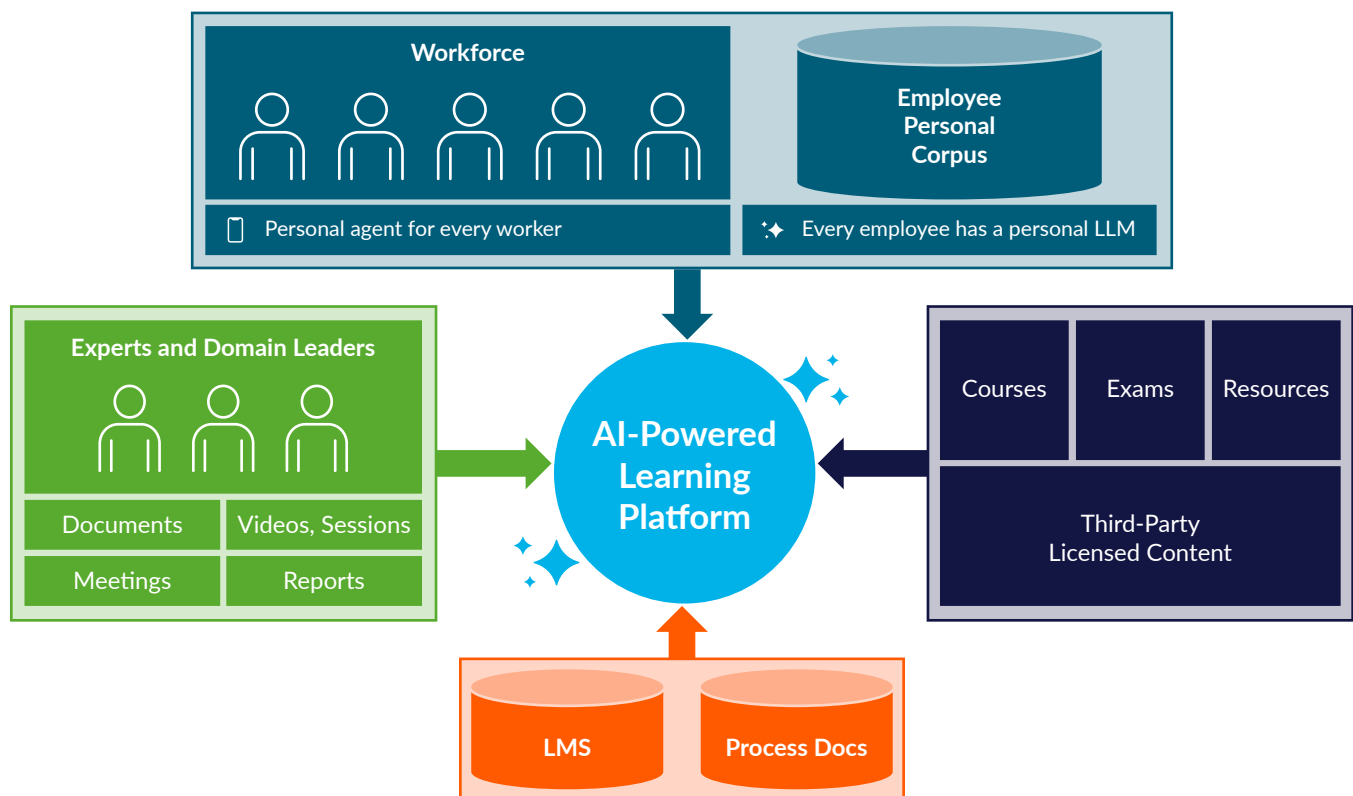 Workforce
Employee
Personal
Corpus
Personal agent for every worker
Every employee has a personal LLM
Experts and Domain Leaders
Documents
Videos, Sessions
Meetings
Reports
AI-Powered
Learning
Platform
Courses
Exams
Resources
Third-Party
Licensed Content
LMS
Process Docs